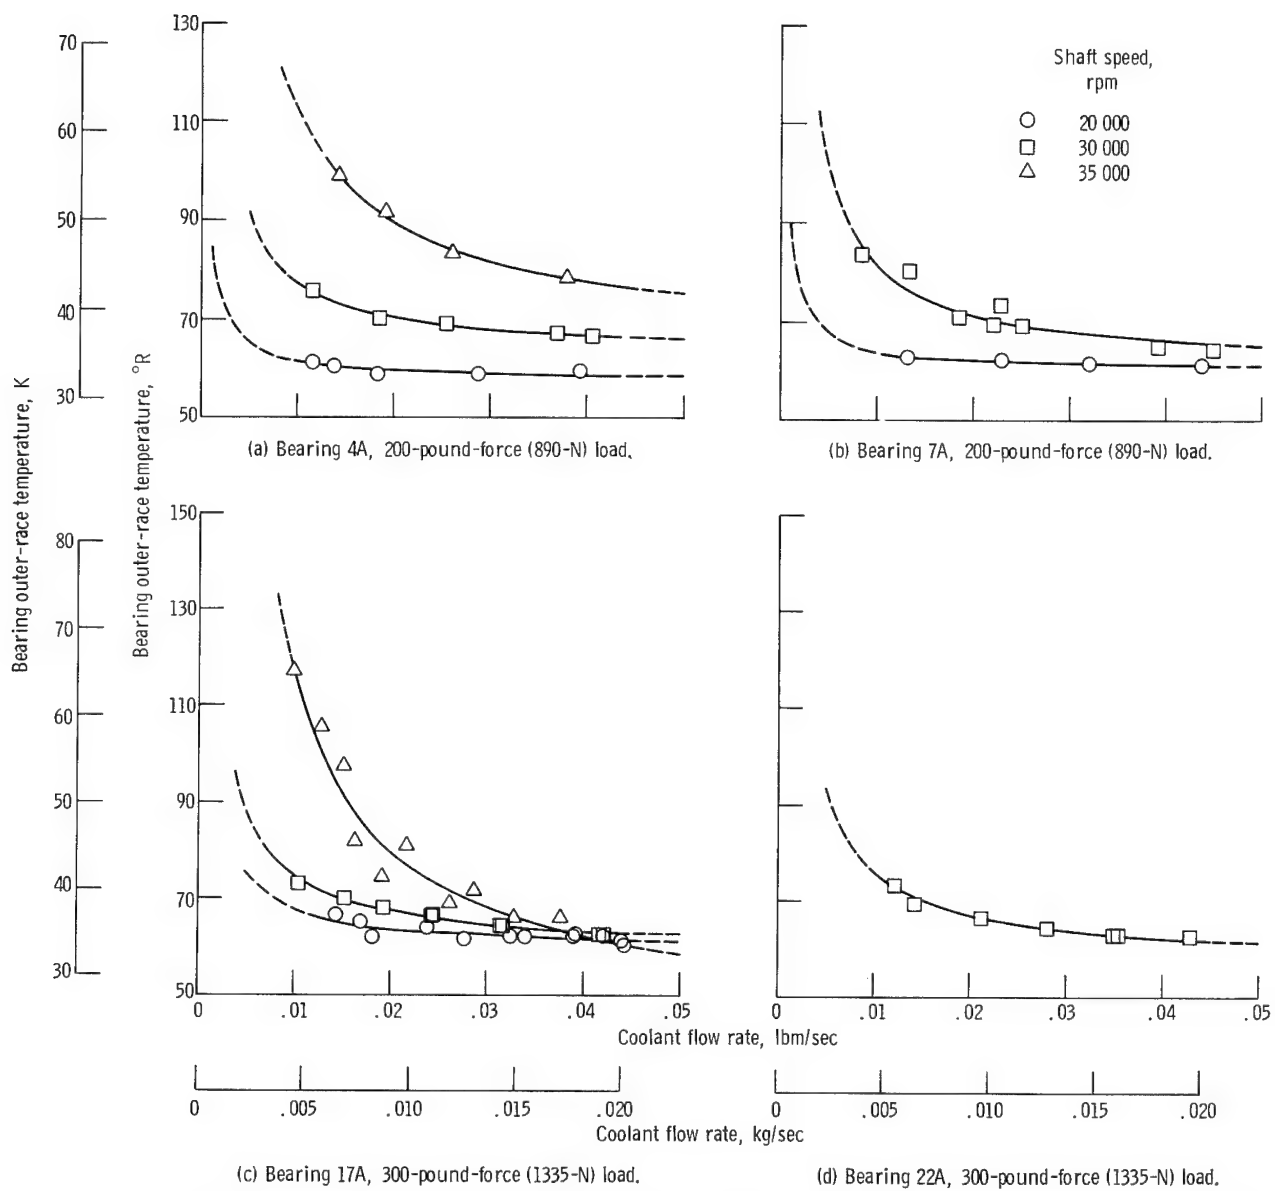 130
110
90
70
50
70
60
50
40
30
Shaft speed,
rpm
20 000
30 000
35 000
(a) Bearing 4A, 200-pound-force (890-N) load.
(b) Bearing 7A, 200-pound-force (890-N) load.
Bearing outer-race temperature, K
Bearing outer-race temperature, °R
150
130
110
90
70
50
80
70
60
50
40
30
0 .01 .02 .03 .04 .05
0 .01 .02 .03 .04 .05
Coolant flow rate, lbm/sec
0 .005 .010 .015 .020
0 .005 .010 .015 .020
Coolant flow rate, kg/sec
(c) Bearing 17A, 300-pound-force (1335-N) load.
(d) Bearing 22A, 300-pound-force (1335-N) load.